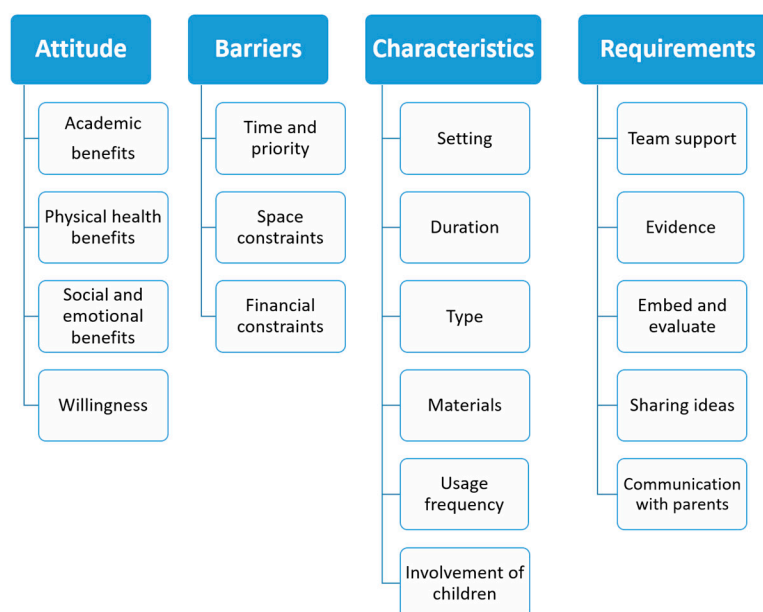 Attitude
Academic
benefits
Physical health
benefits
Social and
emotional
benefits
Willingness
Barriers
Time and
priority
Space
constraints
Financial
constraints
Characteristics
Setting
Duration
Type
Materials
Usage
frequency
Involvement of
children
Requirements
Team support
Evidence
Embed and
evaluate
Sharing ideas
Communication
with parents